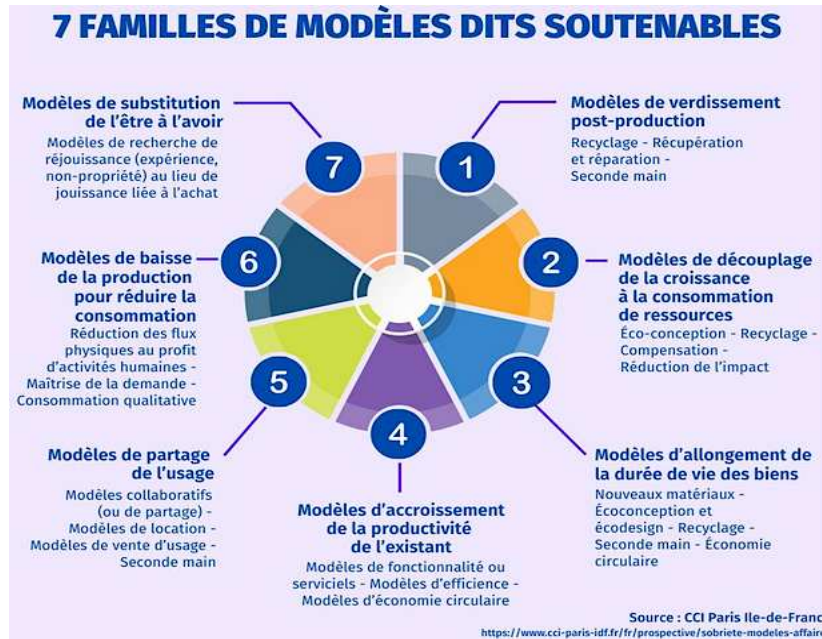 7 FAMILLES DE MODÈLES DITS SOUTENABLES
1
Modèles de verdissement
post-production
Recyclage - Récupération
et réparation -
Seconde main
2
Modèles de découplage
de la croissance
à la consommation
de ressources
Éco-conception - Recyclage -
Compensation -
Réduction de l'impact
3
Modèles d'allongement de
la durée de vie des biens
Nouveaux matériaux -
Écoconception et
écodesign - Recyclage -
Seconde main - Économie
circulaire
4
Modèles d'accroissement
de la productivité
de l'existant
Modèles de fonctionnalité ou
serviciels - Modèles d'efficience -
Modèles d'économie circulaire
5
Modèles de partage
de l'usage
Modèles collaboratifs
(ou de partage) -
Modèles de location -
Modèles de vente d'usage -
Seconde main
6
Modèles de baisse
de la production
pour réduire la
consommation
Réduction des flux
physiques au profit
d'activités humaines -
Maîtrise de la demande -
Consommation qualitative
7
Modèles de substitution
de l'être à l'avoir
Modèles de recherche de
réjouissance (expérience,
non-propriété) au lieu de
jouissance liée à l'achat
Source : CCI Paris Ile-de-Franc
https://www.cci-paris-idf.fr/fr/prospective/sobriete-modeles-affaire